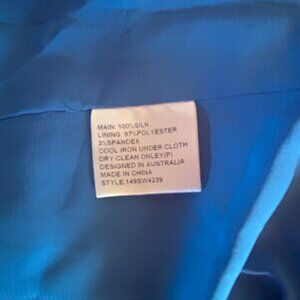 MAIN: 100%SILK
LINING: 97%POLYESTER
3%SPANDEX
COOL IRON UNDER CLOTH
DRY CLEAN ONLEY(P)
DESIGNED IN AUSTRALIA
MADE IN CHINA
STYLE:149SW4239